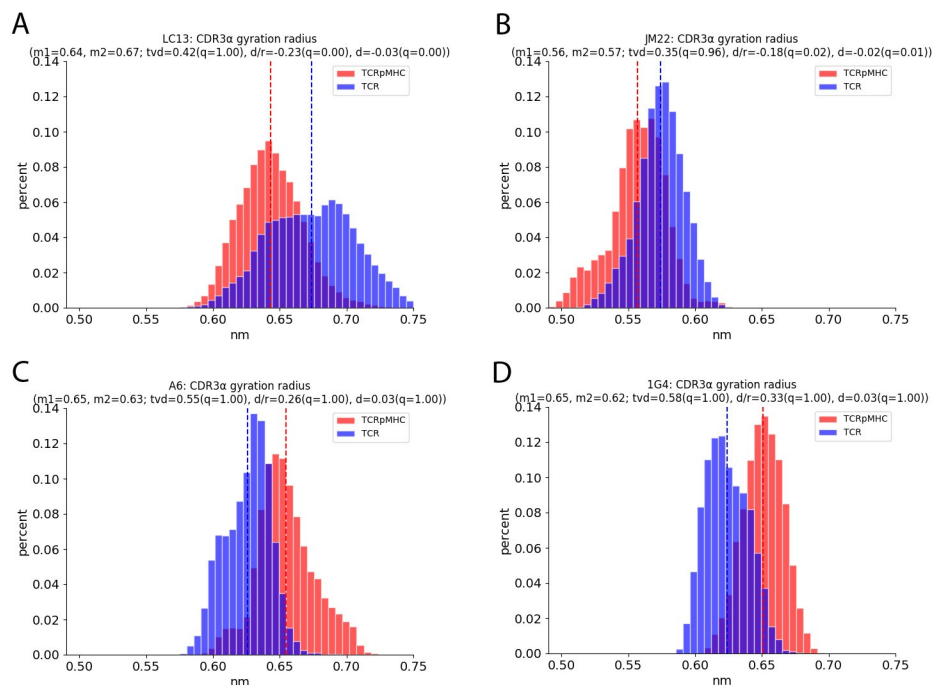 A
LC13: CDR3α gyration radius
(m1=0.64, m2=0.67; tvd=0.42(q=1.00), d/r=-0.23(q=0.00), d=-0.03(q=0.00))
TCRpMHC
TCR
percent
0.14
0.12
0.10
0.08
0.06
0.04
0.02
0.00
0.50 0.55 0.60 0.65 0.70 0.75
nm
B
JM22: CDR3α gyration radius
(m1=0.56, m2=0.57; tvd=0.35(q=0.96), d/r=-0.18(q=0.02), d=-0.02(q=0.01))
TCRpMHC
TCR
percent
0.14
0.12
0.10
0.08
0.06
0.04
0.02
0.00
0.50 0.55 0.60 0.65 0.70 0.75
nm
C
A6: CDR3α gyration radius
(m1=0.65, m2=0.63; tvd=0.55(q=1.00), d/r=0.26(q=1.00), d=0.03(q=1.00))
TCRpMHC
TCR
percent
0.14
0.12
0.10
0.08
0.06
0.04
0.02
0.00
0.50 0.55 0.60 0.65 0.70 0.75
nm
D
1G4: CDR3α gyration radius
(m1=0.65, m2=0.62; tvd=0.58(q=1.00), d/r=0.33(q=1.00), d=0.03(q=1.00))
TCRpMHC
TCR
percent
0.14
0.12
0.10
0.08
0.06
0.04
0.02
0.00
0.50 0.55 0.60 0.65 0.70 0.75
nm